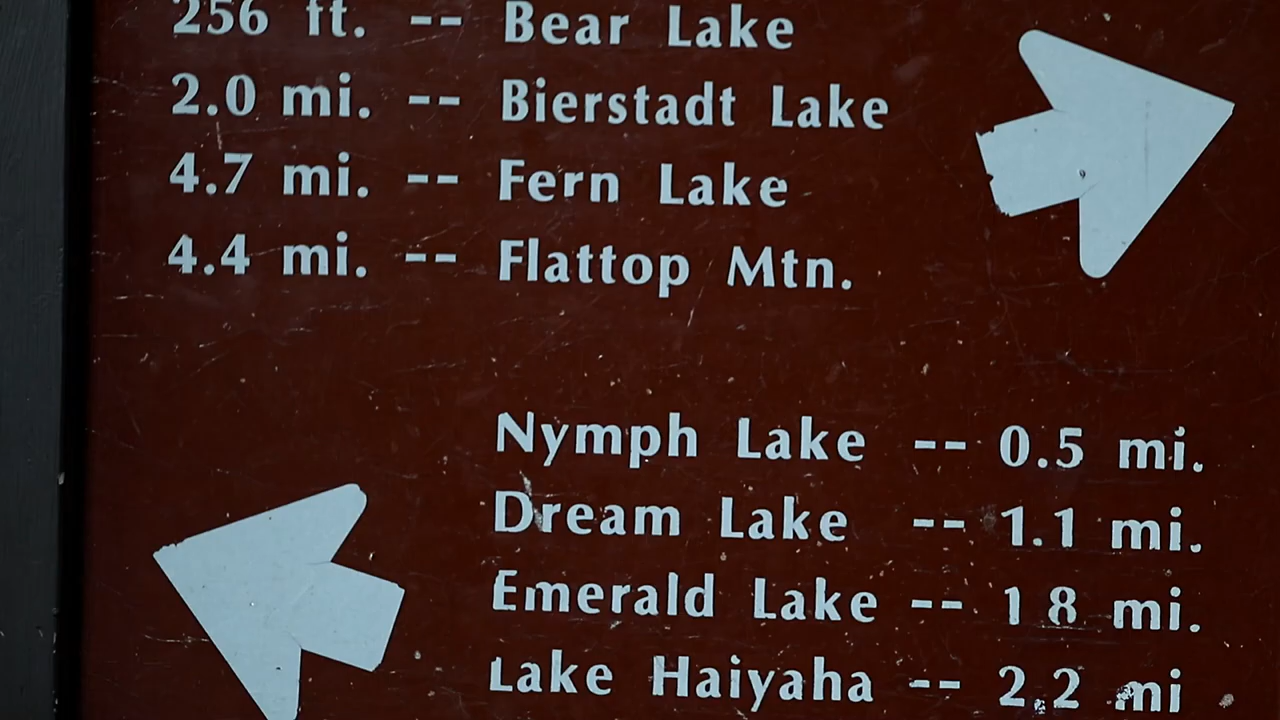 256 ft. -- Bear Lake
2.0 mi. -- Bierstadt Lake
4.7 mi. -- Fern Lake
4.4 mi. -- Flattop Mtn.
Nymph Lake -- 0.5 mi.
Dream Lake -- 1.1 mi.
Emerald Lake -- 1 8 mi.
Lake Haiyaha -- 2.2 mi